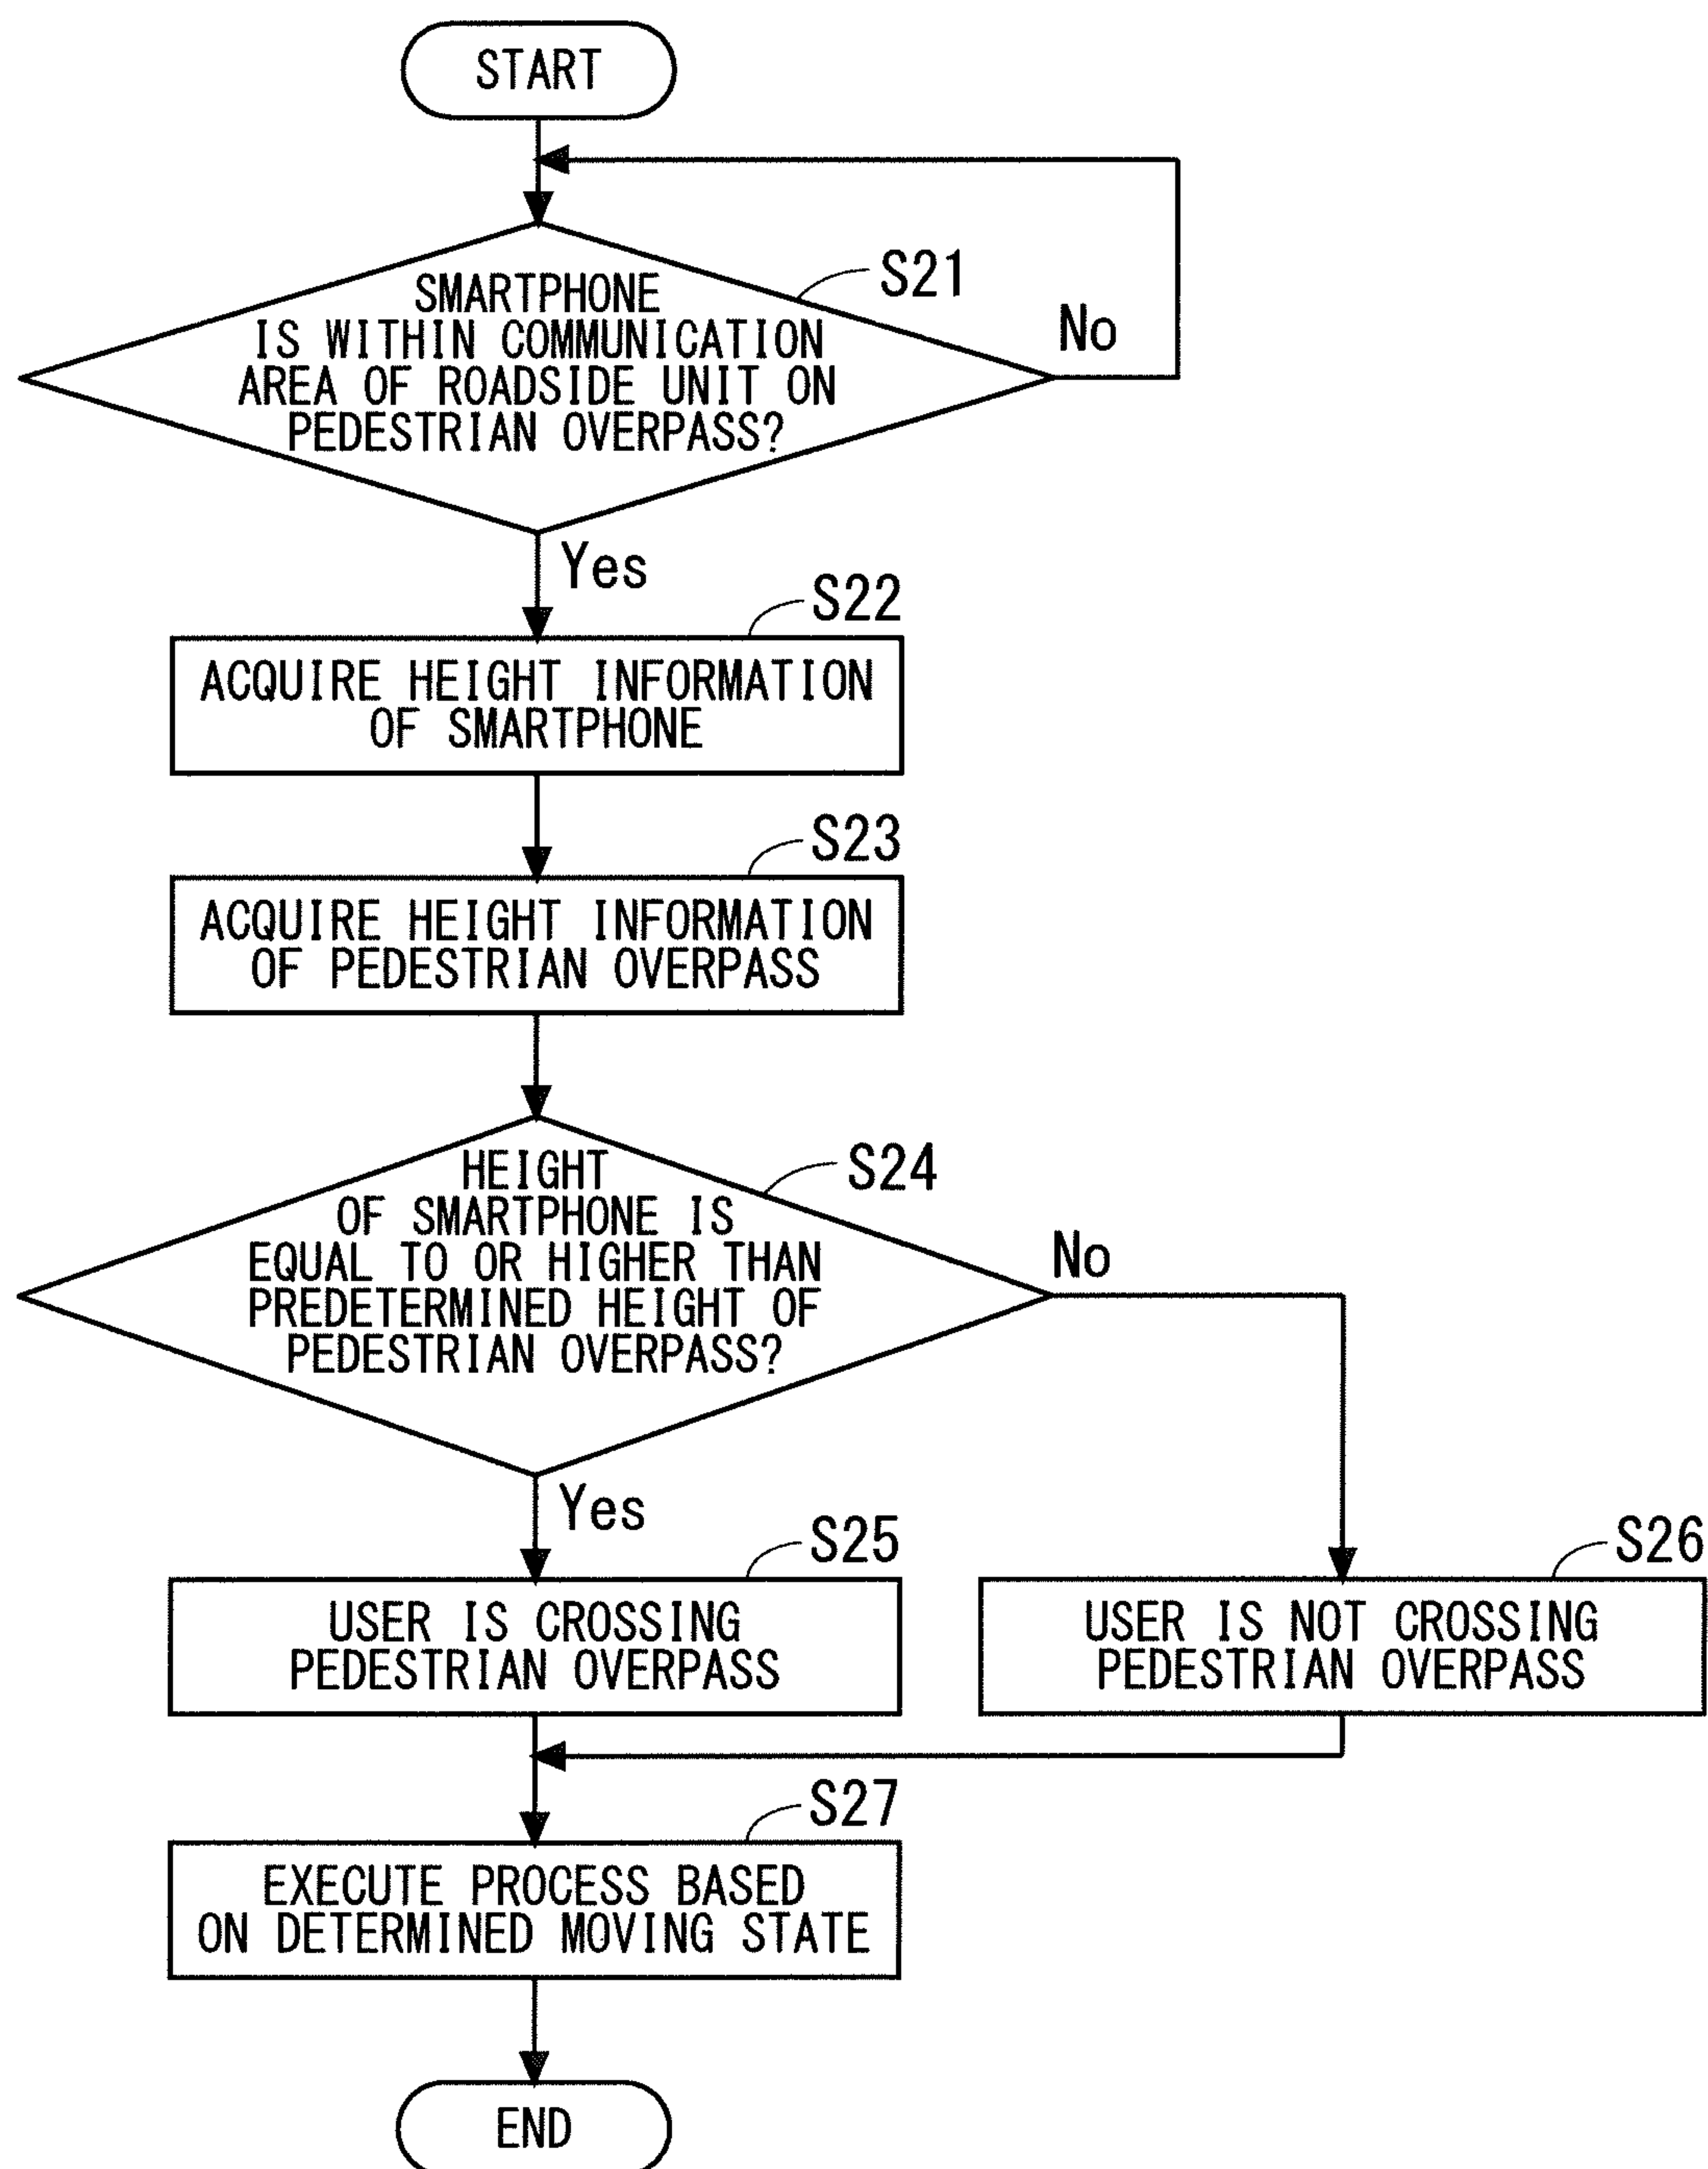 START
S21
SMARTPHONE
IS WITHIN COMMUNICATION
AREA OF ROADSIDE UNIT ON
PEDESTRIAN OVERPASS?
No
Yes
S22
ACQUIRE HEIGHT INFORMATION
OF SMARTPHONE
S23
ACQUIRE HEIGHT INFORMATION
OF PEDESTRIAN OVERPASS
S24
HEIGHT
OF SMARTPHONE IS
EQUAL TO OR HIGHER THAN
PREDETERMINED HEIGHT OF
PEDESTRIAN OVERPASS?
No
Yes
S25
USER IS CROSSING
PEDESTRIAN OVERPASS
S26
USER IS NOT CROSSING
PEDESTRIAN OVERPASS
S27
EXECUTE PROCESS BASED
ON DETERMINED MOVING STATE
END